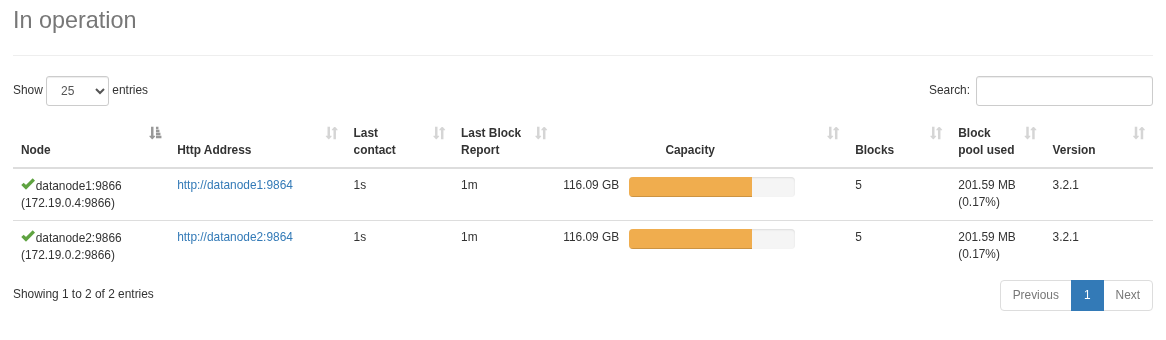 In operation
Show 25 entries
Search:
Node Http Address Last contact Last Block Report Capacity Blocks Block pool used Version
datanode1:9866 http://datanode1:9864 1s 1m 116.09 GB 5 201.59 MB 3.2.1
(172.19.0.4:9866) (0.17%)
datanode2:9866 http://datanode2:9864 1s 1m 116.09 GB 5 201.59 MB 3.2.1
(172.19.0.2:9866) (0.17%)
Showing 1 to 2 of 2 entries
Previous 1 Next